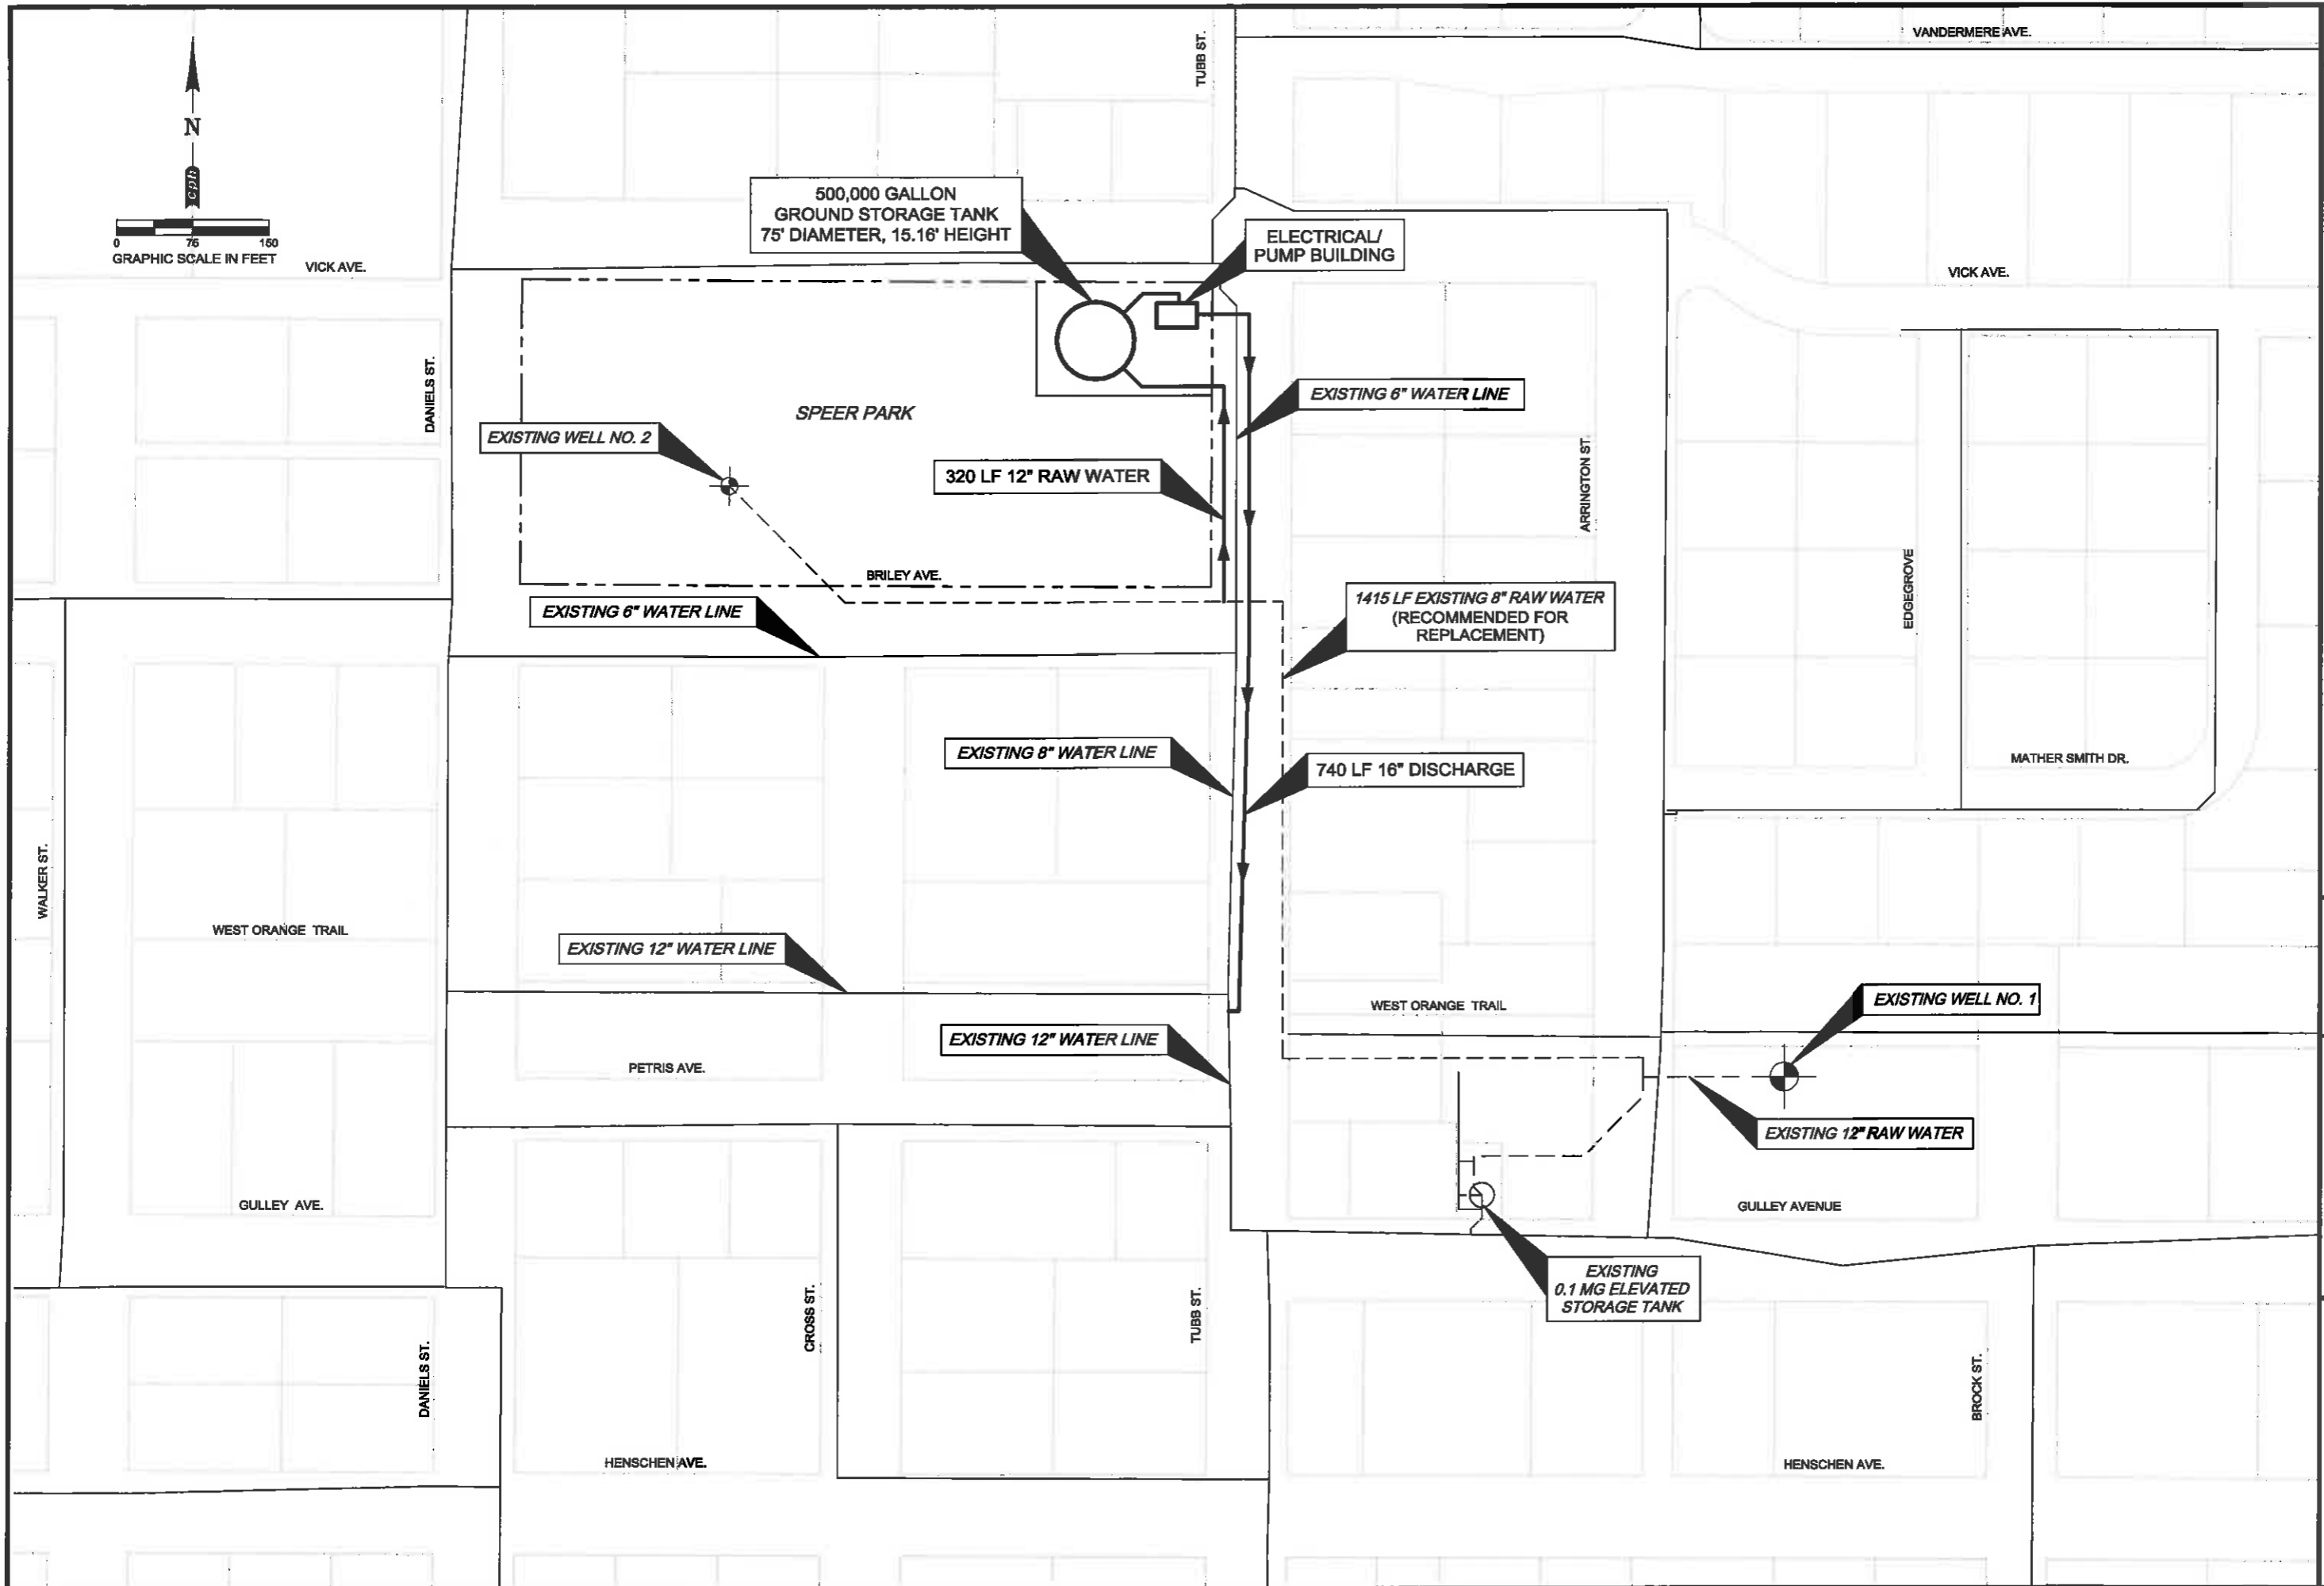 VANDERMERE AVE.
TUBB ST.
N
cph
0 75 150
GRAPHIC SCALE IN FEET
VICK AVE.
500,000 GALLON
GROUND STORAGE TANK
75' DIAMETER, 15.16' HEIGHT
ELECTRICAL/
PUMP BUILDING
VICK AVE.
DANIELS ST.
SPEER PARK
EXISTING 6" WATER LINE
EXISTING WELL NO. 2
320 LF 12" RAW WATER
ARRINGTON ST.
EDGEGROVE
BRILEY AVE.
EXISTING 6" WATER LINE
1415 LF EXISTING 8" RAW WATER
(RECOMMENDED FOR
REPLACEMENT)
EXISTING 8" WATER LINE
740 LF 16" DISCHARGE
MATHER SMITH DR.
WALKER ST.
WEST ORANGE TRAIL
EXISTING 12" WATER LINE
WEST ORANGE TRAIL
EXISTING WELL NO. 1
EXISTING 12" WATER LINE
PETRIS AVE.
EXISTING 12" RAW WATER
GULLEY AVE.
GULLEY AVENUE
EXISTING
0.1 MG ELEVATED
STORAGE TANK
DANIELS ST.
CROSS ST.
TUBB ST.
BROCK ST.
HENSCHEN AVE.
HENSCHEN AVE.